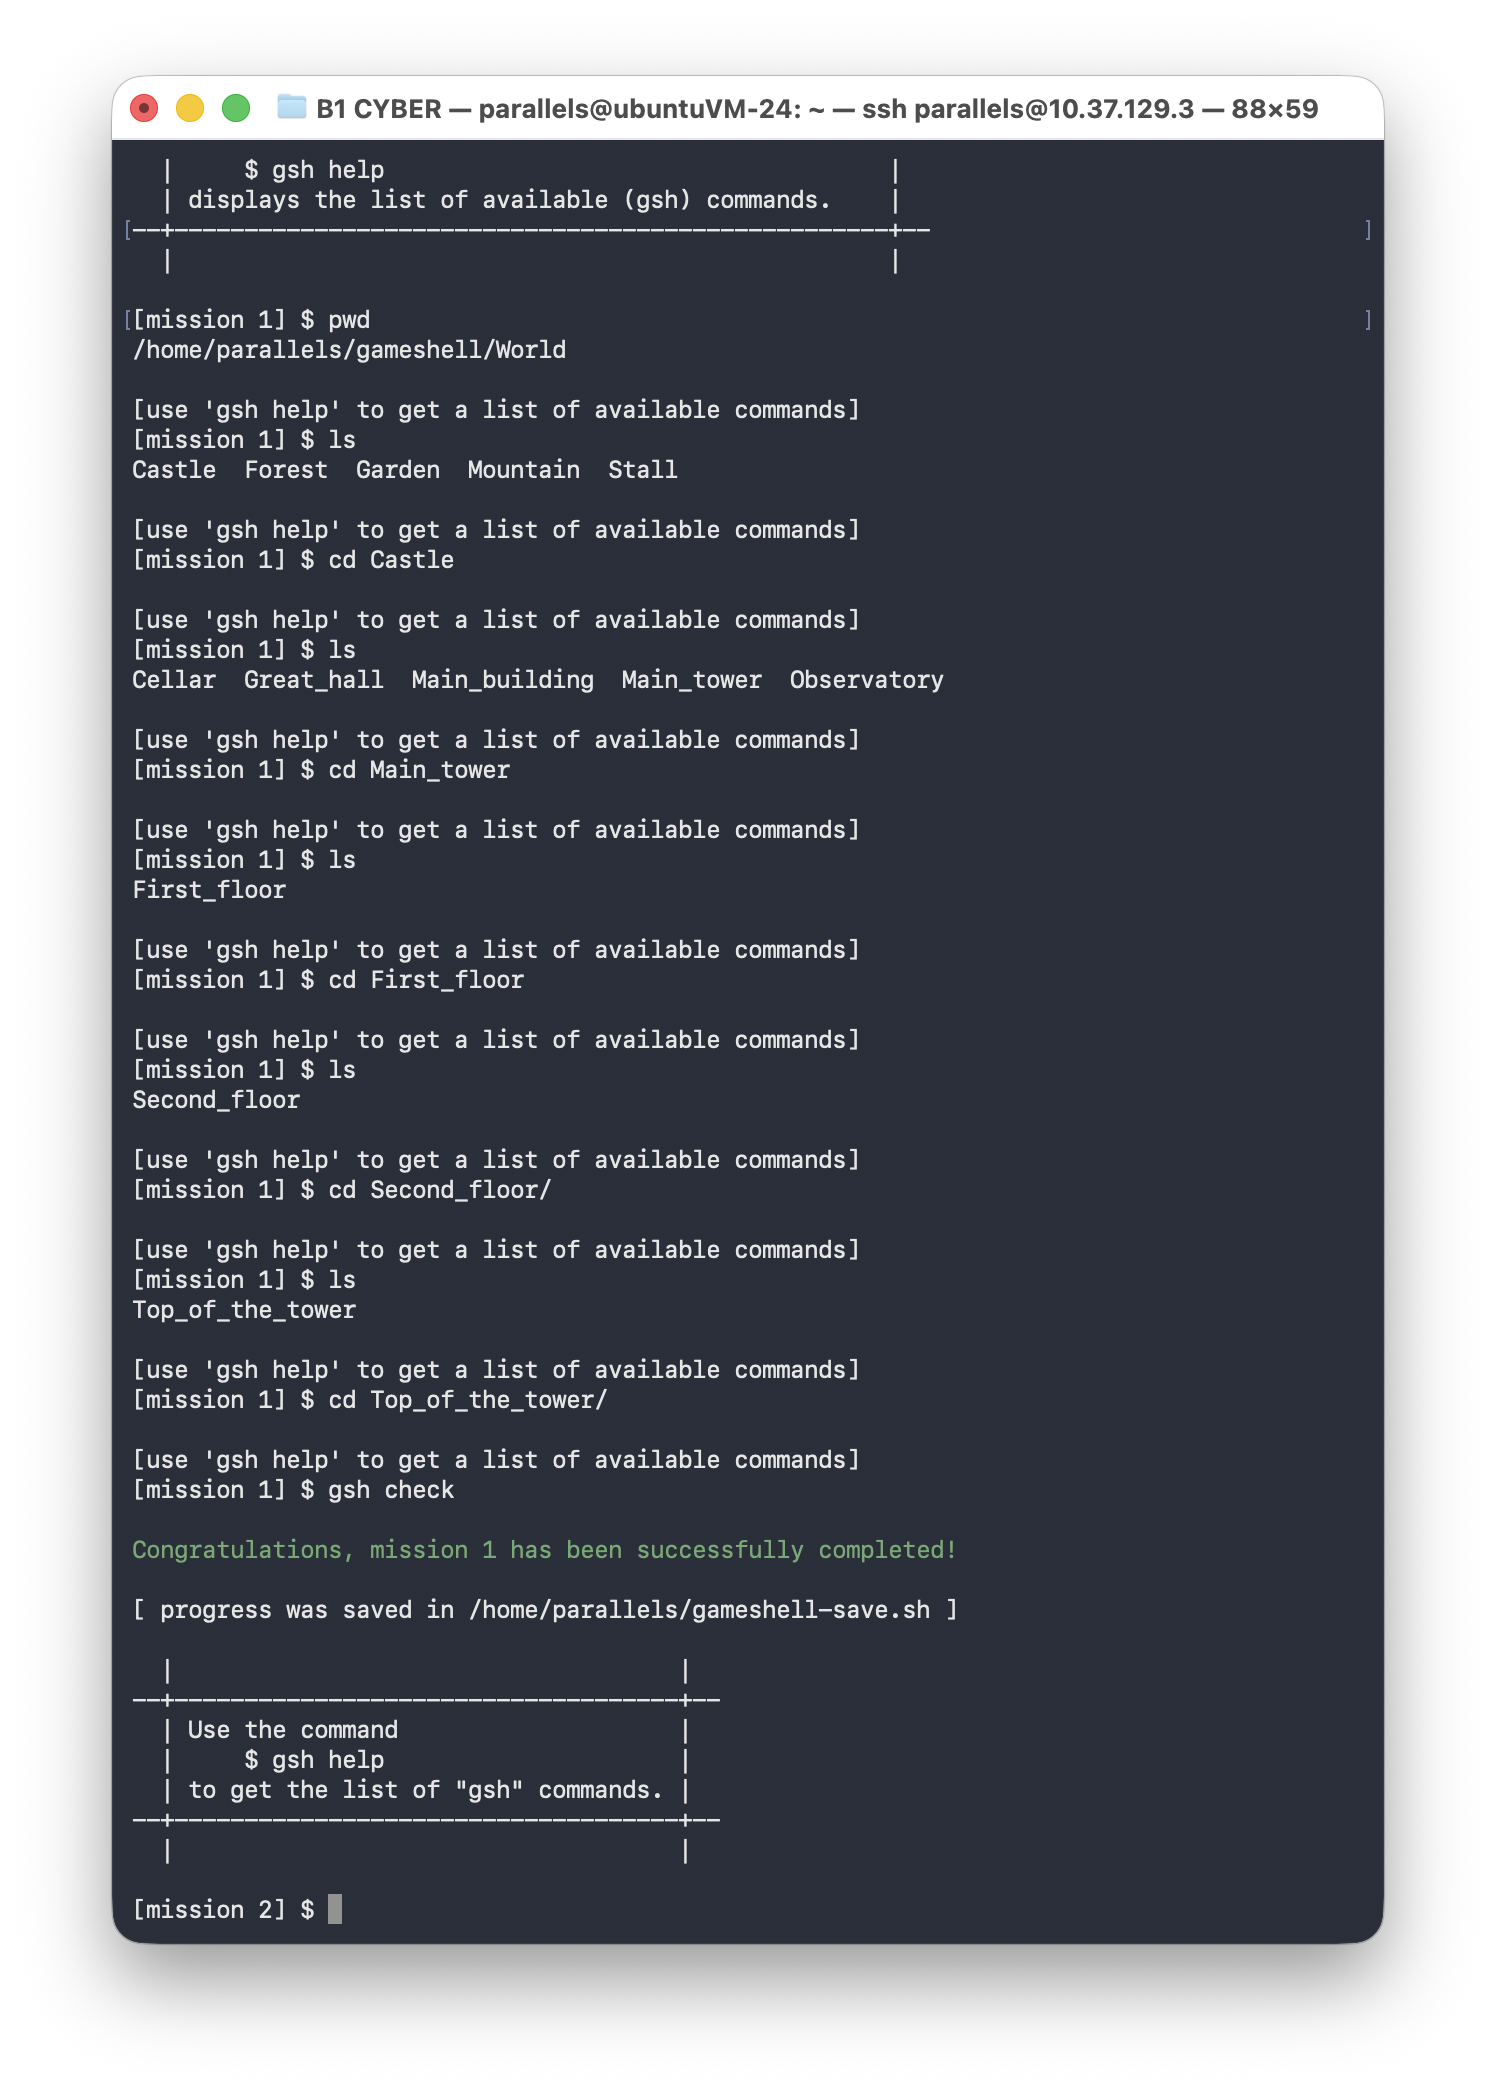 B1 CYBER — parallels@ubuntuVM-24: ~ — ssh parallels@10.37.129.3 — 88×59
|     $ gsh help                                    |
| displays the list of available (gsh) commands.    |
[--+---------------------------------------------------+-- ]
|                                                   |
[[mission 1] $ pwd ]
/home/parallels/gameshell/World
[use 'gsh help' to get a list of available commands]
[mission 1] $ ls
Castle  Forest  Garden  Mountain  Stall
[use 'gsh help' to get a list of available commands]
[mission 1] $ cd Castle
[use 'gsh help' to get a list of available commands]
[mission 1] $ ls
Cellar  Great_hall  Main_building  Main_tower  Observatory
[use 'gsh help' to get a list of available commands]
[mission 1] $ cd Main_tower
[use 'gsh help' to get a list of available commands]
[mission 1] $ ls
First_floor
[use 'gsh help' to get a list of available commands]
[mission 1] $ cd First_floor
[use 'gsh help' to get a list of available commands]
[mission 1] $ ls
Second_floor
[use 'gsh help' to get a list of available commands]
[mission 1] $ cd Second_floor/
[use 'gsh help' to get a list of available commands]
[mission 1] $ ls
Top_of_the_tower
[use 'gsh help' to get a list of available commands]
[mission 1] $ cd Top_of_the_tower/
[use 'gsh help' to get a list of available commands]
[mission 1] $ gsh check
Congratulations, mission 1 has been successfully completed!
[ progress was saved in /home/parallels/gameshell-save.sh ]
|                                    |
--+------------------------------------+--
| Use the command                    |
|     $ gsh help                     |
| to get the list of "gsh" commands. |
--+------------------------------------+--
|                                    |
[mission 2] $